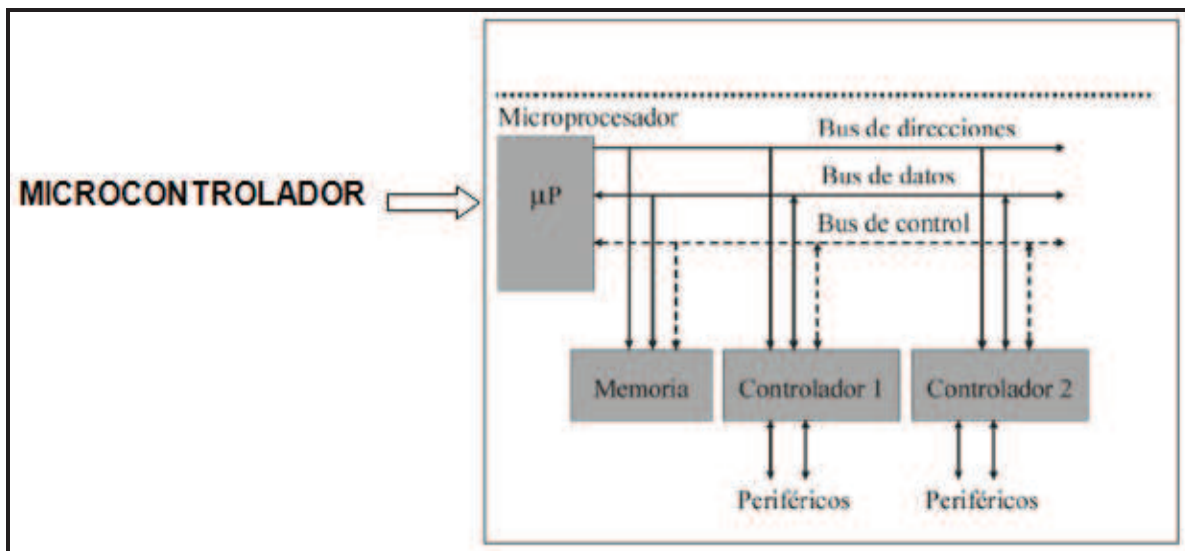 MICROCONTROLADOR
Microprocesador
µP
Bus de direcciones
Bus de datos
Bus de control
Memoria
Controlador 1
Controlador 2
Periféricos
Periféricos